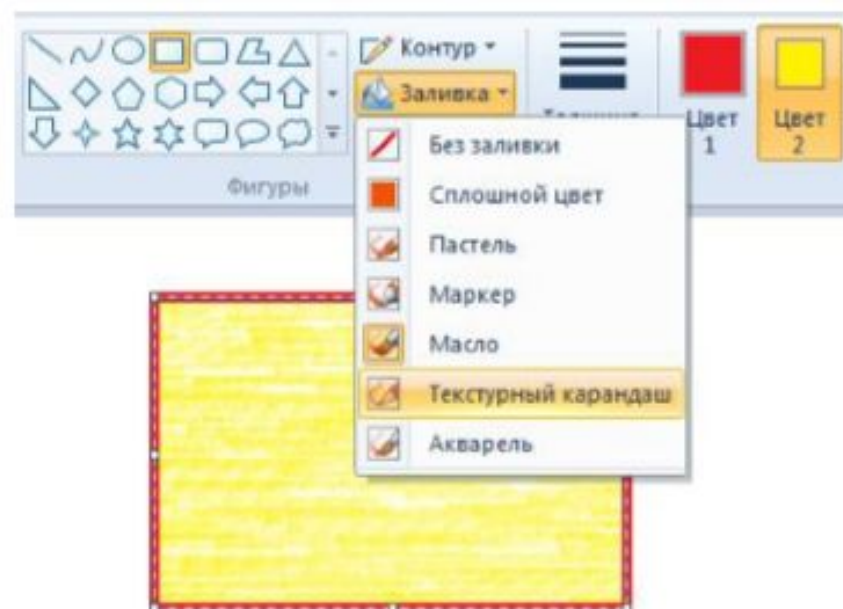 Контур
Заливка
Цвет 1
Цвет 2
Фигуры
Без заливки
Сплошной цвет
Пастель
Маркер
Масло
Текстурный карандаш
Акварель